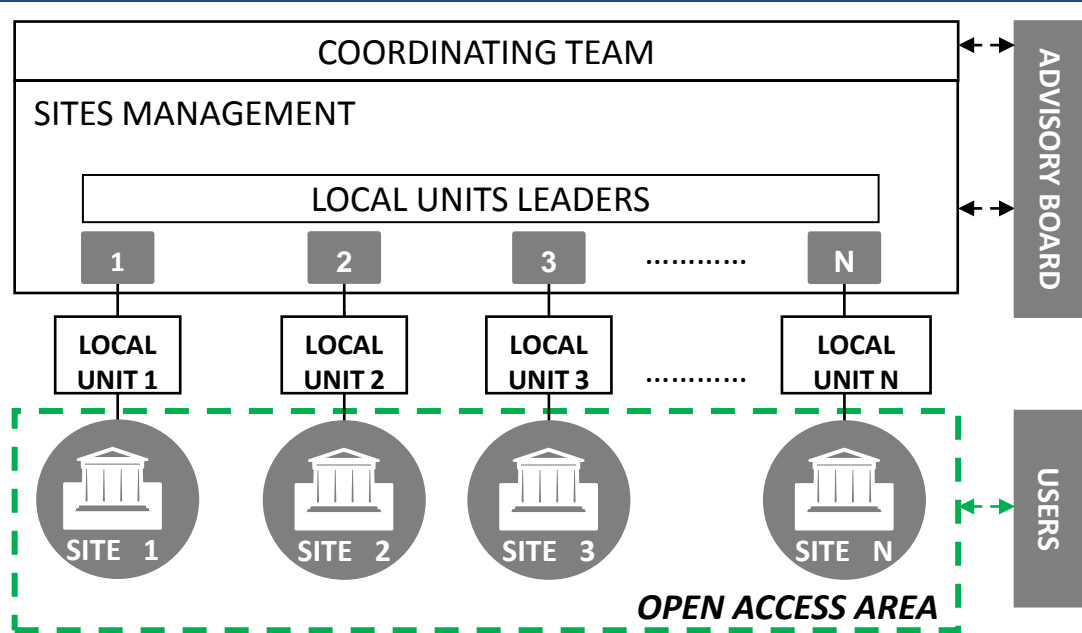 COORDINATING TEAM
SITES MANAGEMENT
LOCAL UNITS LEADERS
1
2
3
............
N
LOCAL
UNIT 1
LOCAL
UNIT 2
LOCAL
UNIT 3
............
LOCAL
UNIT N
SITE 1
SITE 2
SITE 3
SITE N
OPEN ACCESS AREA
ADVISORY BOARD
USERS